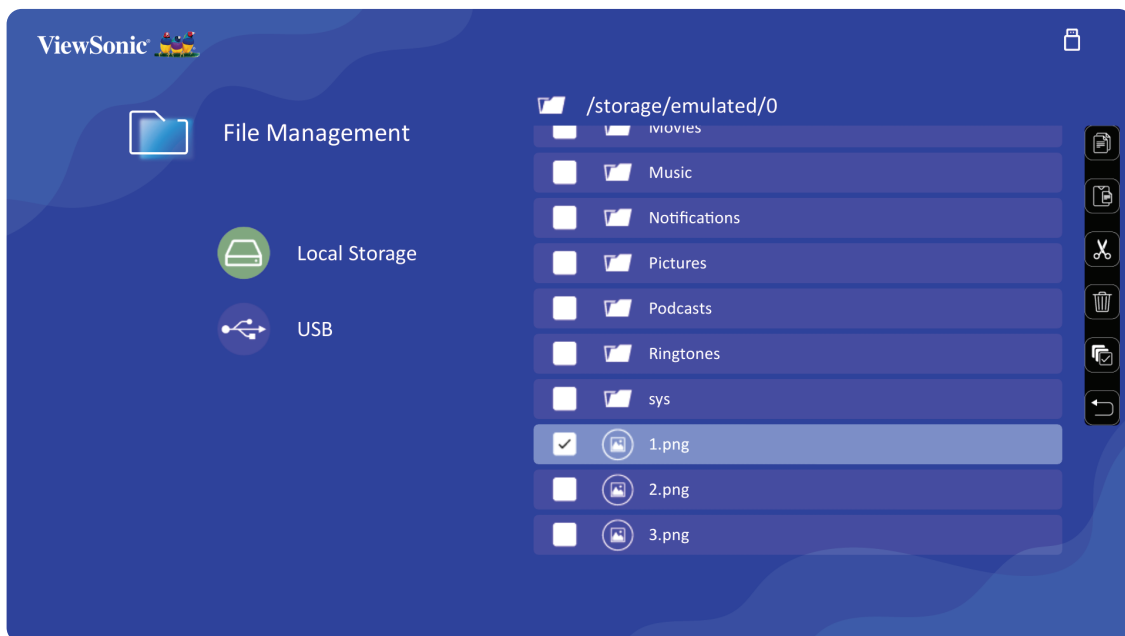 ViewSonic
/storage/emulated/0
File Management
Movies
Music
Notifications
Local Storage
Pictures
Podcasts
USB
Ringtones
sys
1.png
2.png
3.png